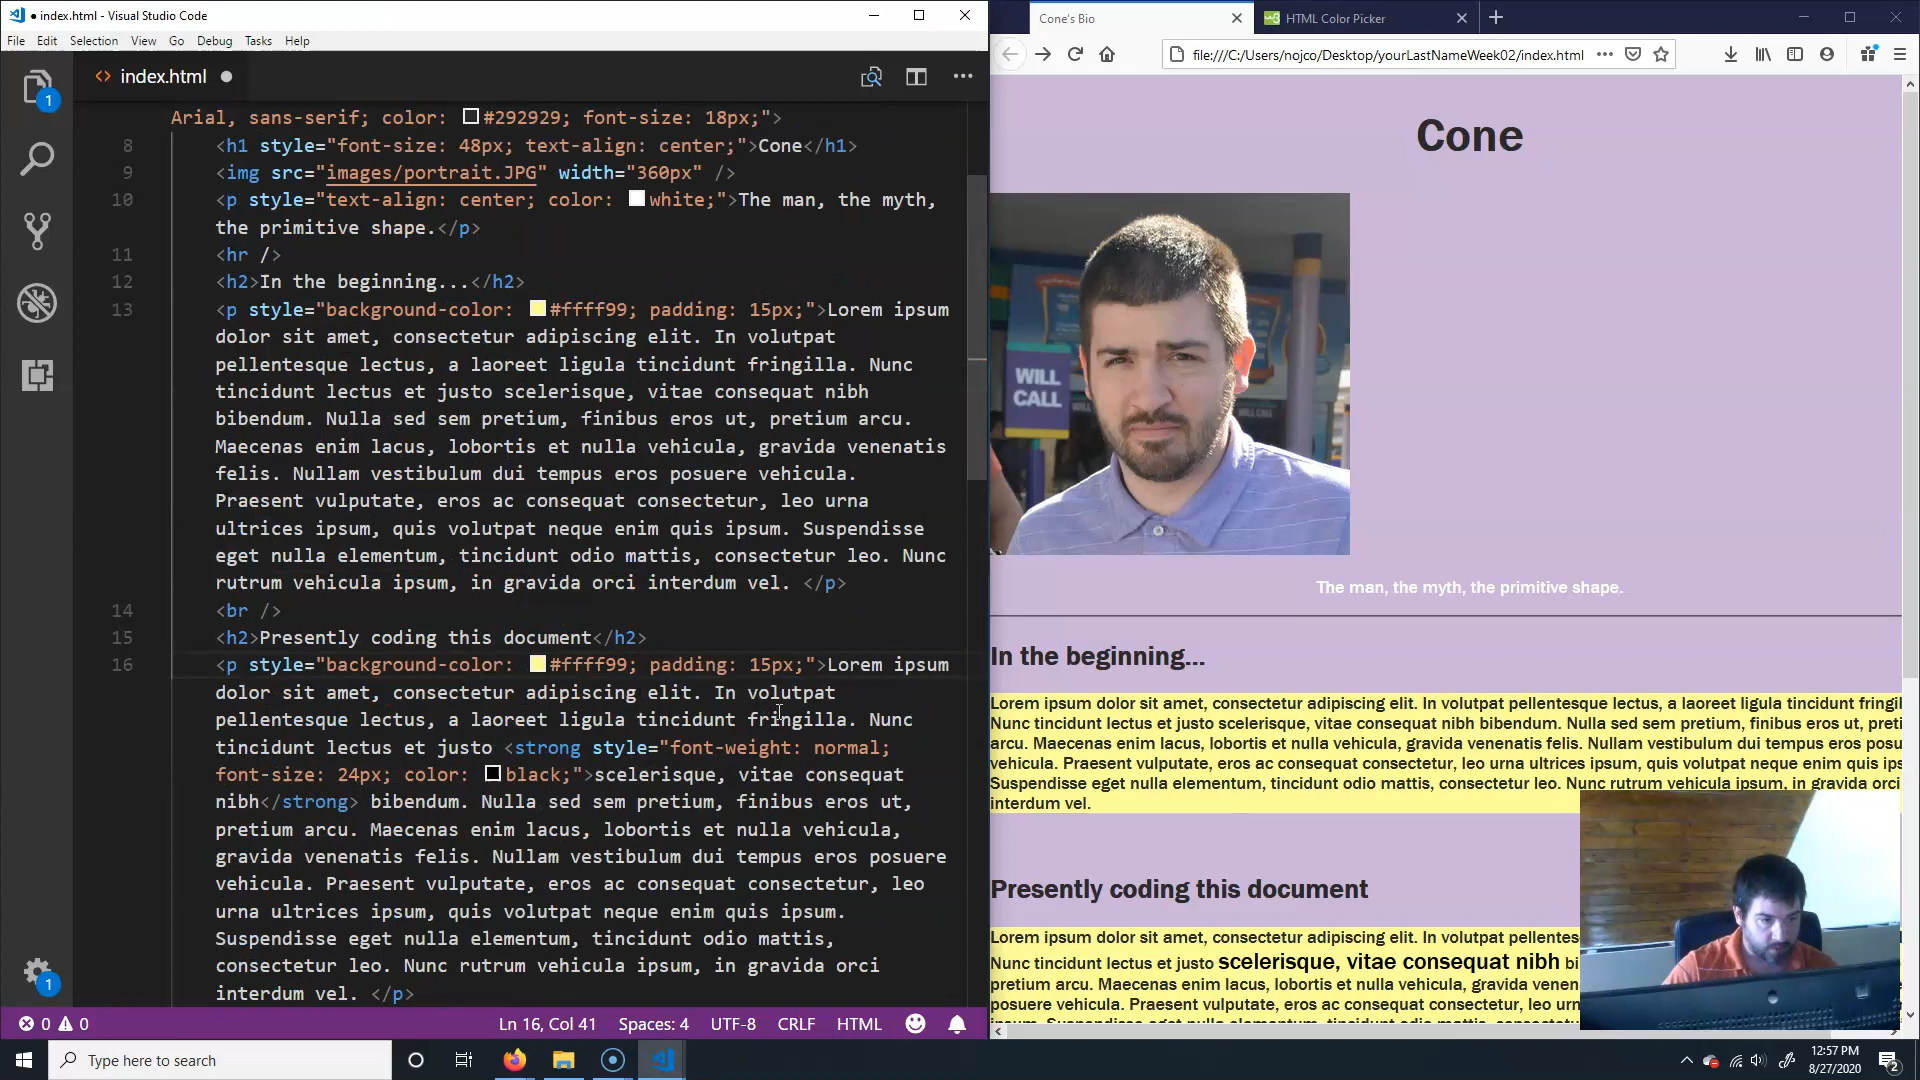 ● index.html - Visual Studio Code
File Edit Selection View Go Debug Tasks Help
1
<> index.html ●
Arial, sans-serif; color: #292929; font-size: 18px;">
8 <h1 style="font-size: 48px; text-align: center;">Cone</h1>
9 <img src="images/portrait.JPG" width="360px" />
10 <p style="text-align: center; color: white;">The man, the myth,
the primitive shape.</p>
11 <hr />
12 <h2>In the beginning...</h2>
13 <p style="background-color: #ffff99; padding: 15px;">Lorem ipsum
dolor sit amet, consectetur adipiscing elit. In volutpat
pellentesque lectus, a laoreet ligula tincidunt fringilla. Nunc
tincidunt lectus et justo scelerisque, vitae consequat nibh
bibendum. Nulla sed sem pretium, finibus eros ut, pretium arcu.
Maecenas enim lacus, lobortis et nulla vehicula, gravida venenatis
felis. Nullam vestibulum dui tempus eros posuere vehicula.
Praesent vulputate, eros ac consequat consectetur, leo urna
ultrices ipsum, quis volutpat neque enim quis ipsum. Suspendisse
eget nulla elementum, tincidunt odio mattis, consectetur leo. Nunc
rutrum vehicula ipsum, in gravida orci interdum vel. </p>
14 <br />
15 <h2>Presently coding this document</h2>
16 <p style="background-color: #ffff99; padding: 15px;">Lorem ipsum
dolor sit amet, consectetur adipiscing elit. In volutpat
pellentesque lectus, a laoreet ligula tincidunt fringilla. Nunc
tincidunt lectus et justo <strong style="font-weight: normal;
font-size: 24px; color: black;">scelerisque, vitae consequat
nibh</strong> bibendum. Nulla sed sem pretium, finibus eros ut,
pretium arcu. Maecenas enim lacus, lobortis et nulla vehicula,
gravida venenatis felis. Nullam vestibulum dui tempus eros posuere
vehicula. Praesent vulputate, eros ac consequat consectetur, leo
urna ultrices ipsum, quis volutpat neque enim quis ipsum.
Suspendisse eget nulla elementum, tincidunt odio mattis,
consectetur leo. Nunc rutrum vehicula ipsum, in gravida orci
interdum vel. </p>
1
0 0 Ln 16, Col 41 Spaces: 4 UTF-8 CRLF HTML
Cone's Bio HTML Color Picker
file:///C:/Users/nojco/Desktop/yourLastNameWeek02/index.html
Cone
WILL
CALL
The man, the myth, the primitive shape.
In the beginning...
Lorem ipsum dolor sit amet, consectetur adipiscing elit. In volutpat pellentesque lectus, a laoreet ligula tincidunt fringil
Nunc tincidunt lectus et justo scelerisque, vitae consequat nibh bibendum. Nulla sed sem pretium, finibus eros ut, preti
arcu. Maecenas enim lacus, lobortis et nulla vehicula, gravida venenatis felis. Nullam vestibulum dui tempus eros posu
vehicula. Praesent vulputate, eros ac consequat consectetur, leo urna ultrices ipsum, quis volutpat neque enim quis ips
Suspendisse eget nulla elementum, tincidunt odio mattis, consectetur leo. Nunc rutrum vehicula ipsum, in gravida orci
interdum vel.
Presently coding this document
Lorem ipsum dolor sit amet, consectetur adipiscing elit. In volutpat pellentes
Nunc tincidunt lectus et justo scelerisque, vitae consequat nibh bi
pretium arcu. Maecenas enim lacus, lobortis et nulla vehicula, gravida venen
posuere vehicula. Praesent vulputate, eros ac consequat consectetur, leo urn
Type here to search
12:57 PM
8/27/2020
2